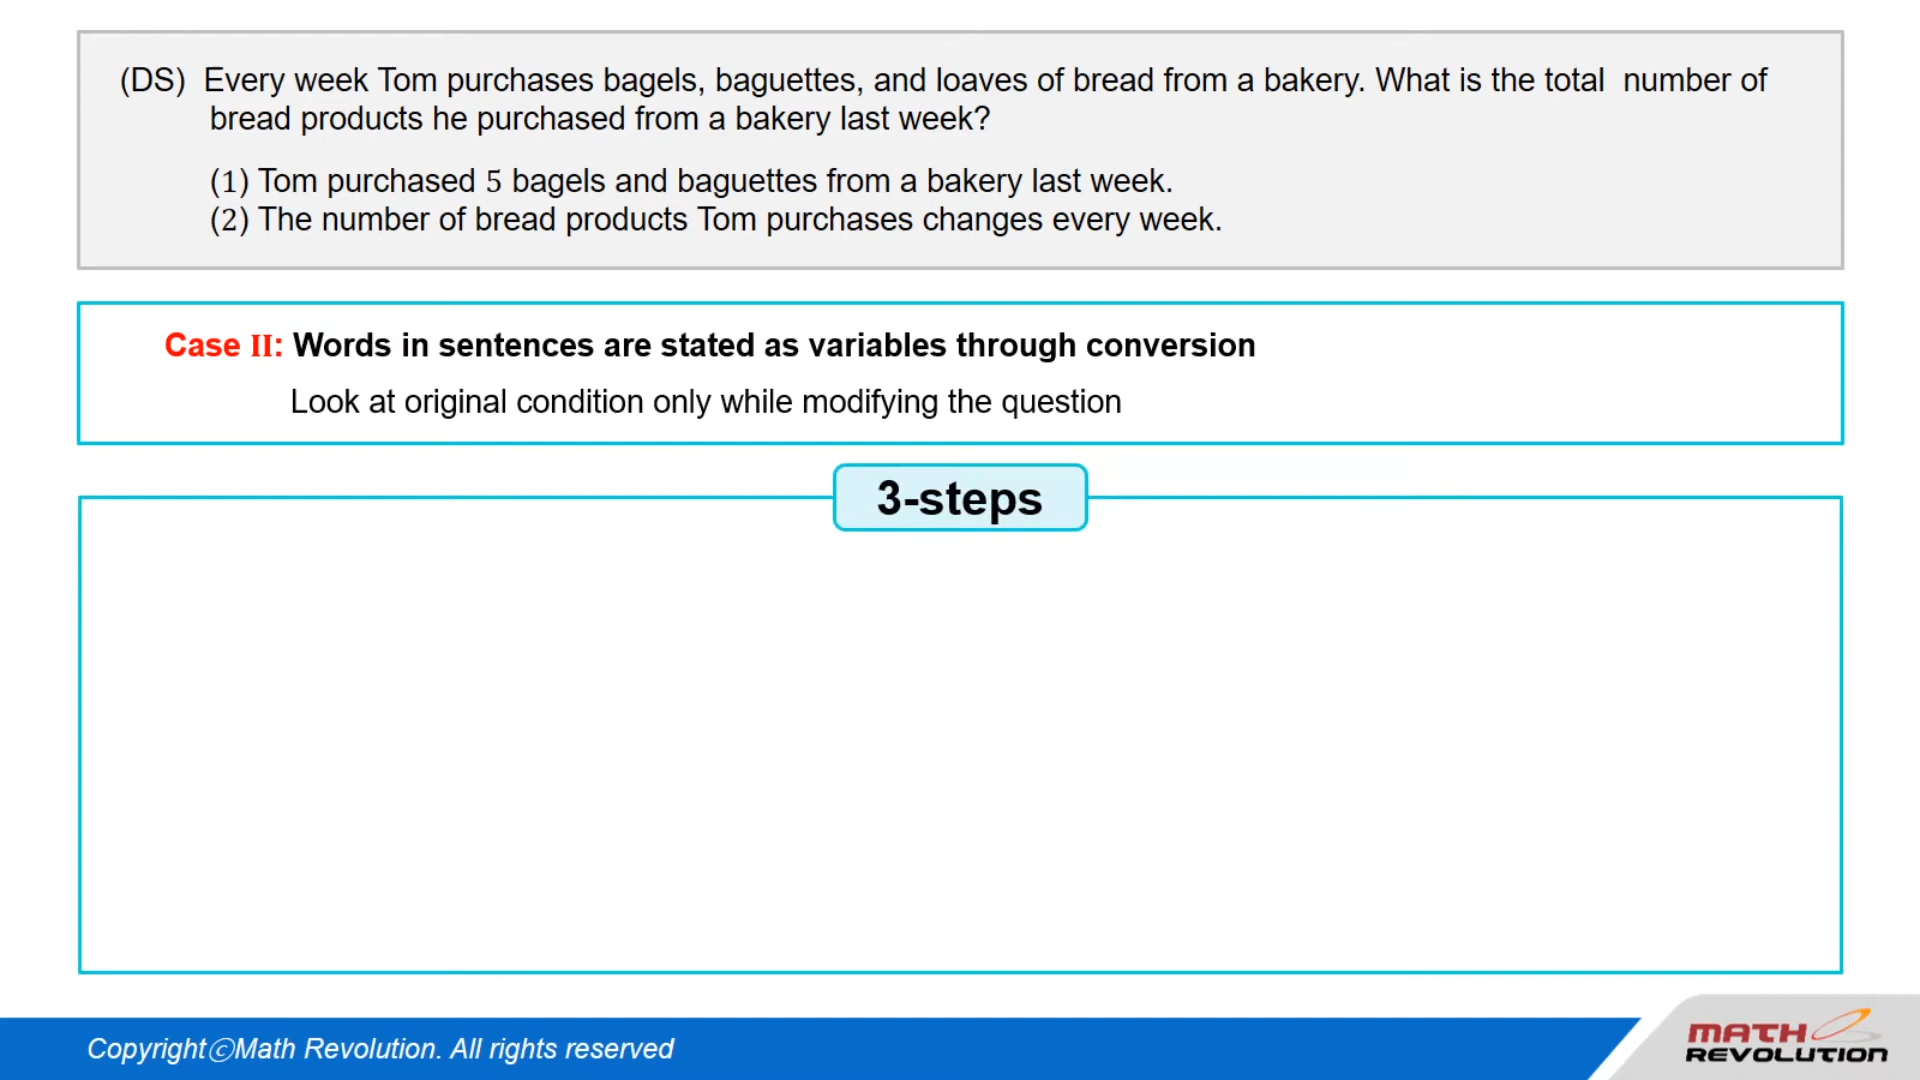 (DS) Every week Tom purchases bagels, baguettes, and loaves of bread from a bakery. What is the total number of
bread products he purchased from a bakery last week?
(1) Tom purchased 5 bagels and baguettes from a bakery last week.
(2) The number of bread products Tom purchases changes every week.
Case II: Words in sentences are stated as variables through conversion
Look at original condition only while modifying the question
3-steps
CopyrightⓒMath Revolution. All rights reserved
MATH
REVOLUTION